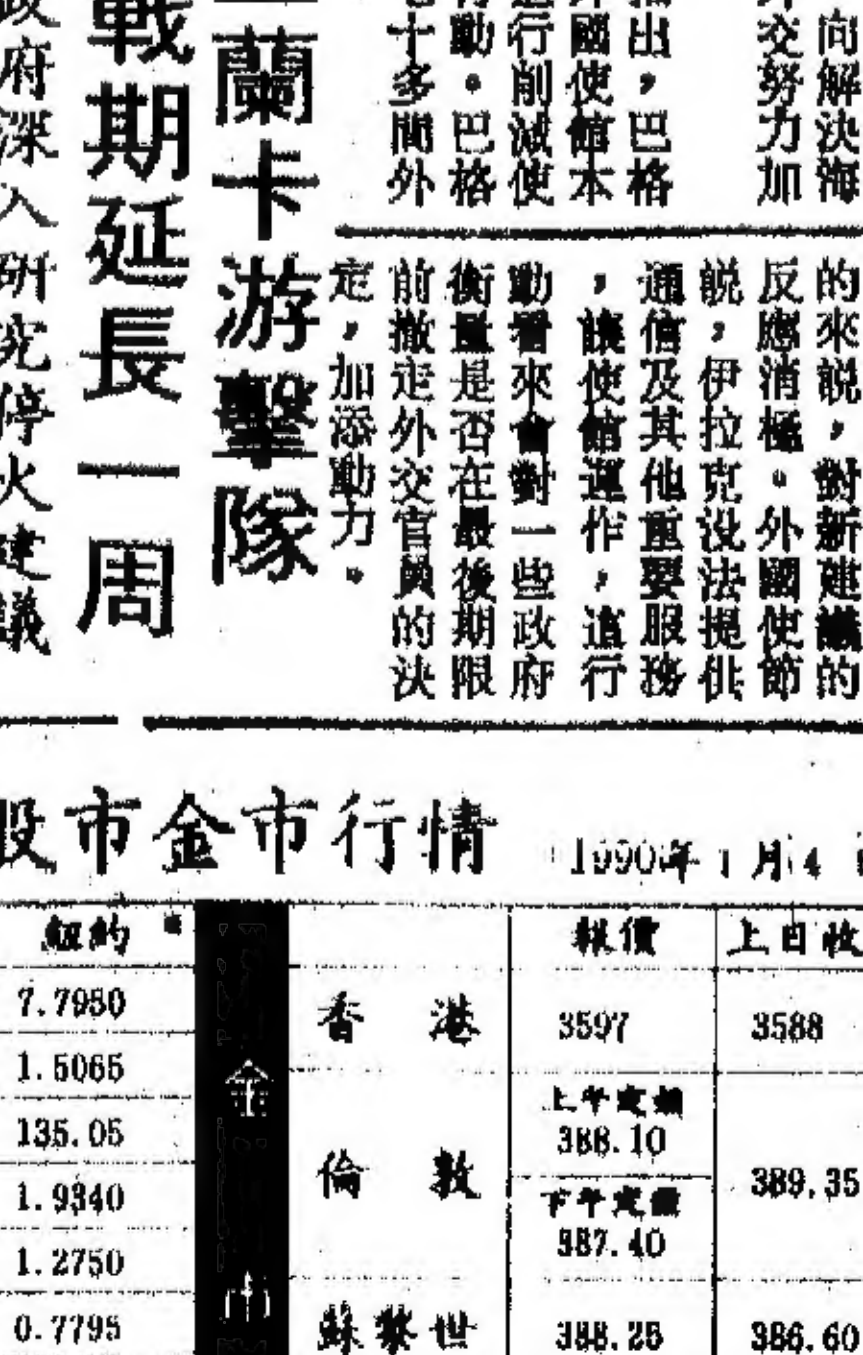 向解決海
交努力加
出，巴格
國使館本
行削減使
動。巴格
十多間外
的來說，對新建議的
反應消極。外國使節
說，伊拉克沒法提供
通信及其他重要服務
，讓使館運作，這行
動看來會對一些政府
衡量是否在最後期限
前撤走外交官員的決
定，加添動力。
蘭卡游擊隊
戰期延長一周
政府深入研究停火建議
股市金市行情 1990年1月4
紐約
7.7950
1.5065
135.05
1.9340
1.2750
0.7795
金市
報價 上日收
香港 3597 3588
倫敦 上午定價 388.10 389.35
下午定價 387.40
蘇黎世 388.25 386.60